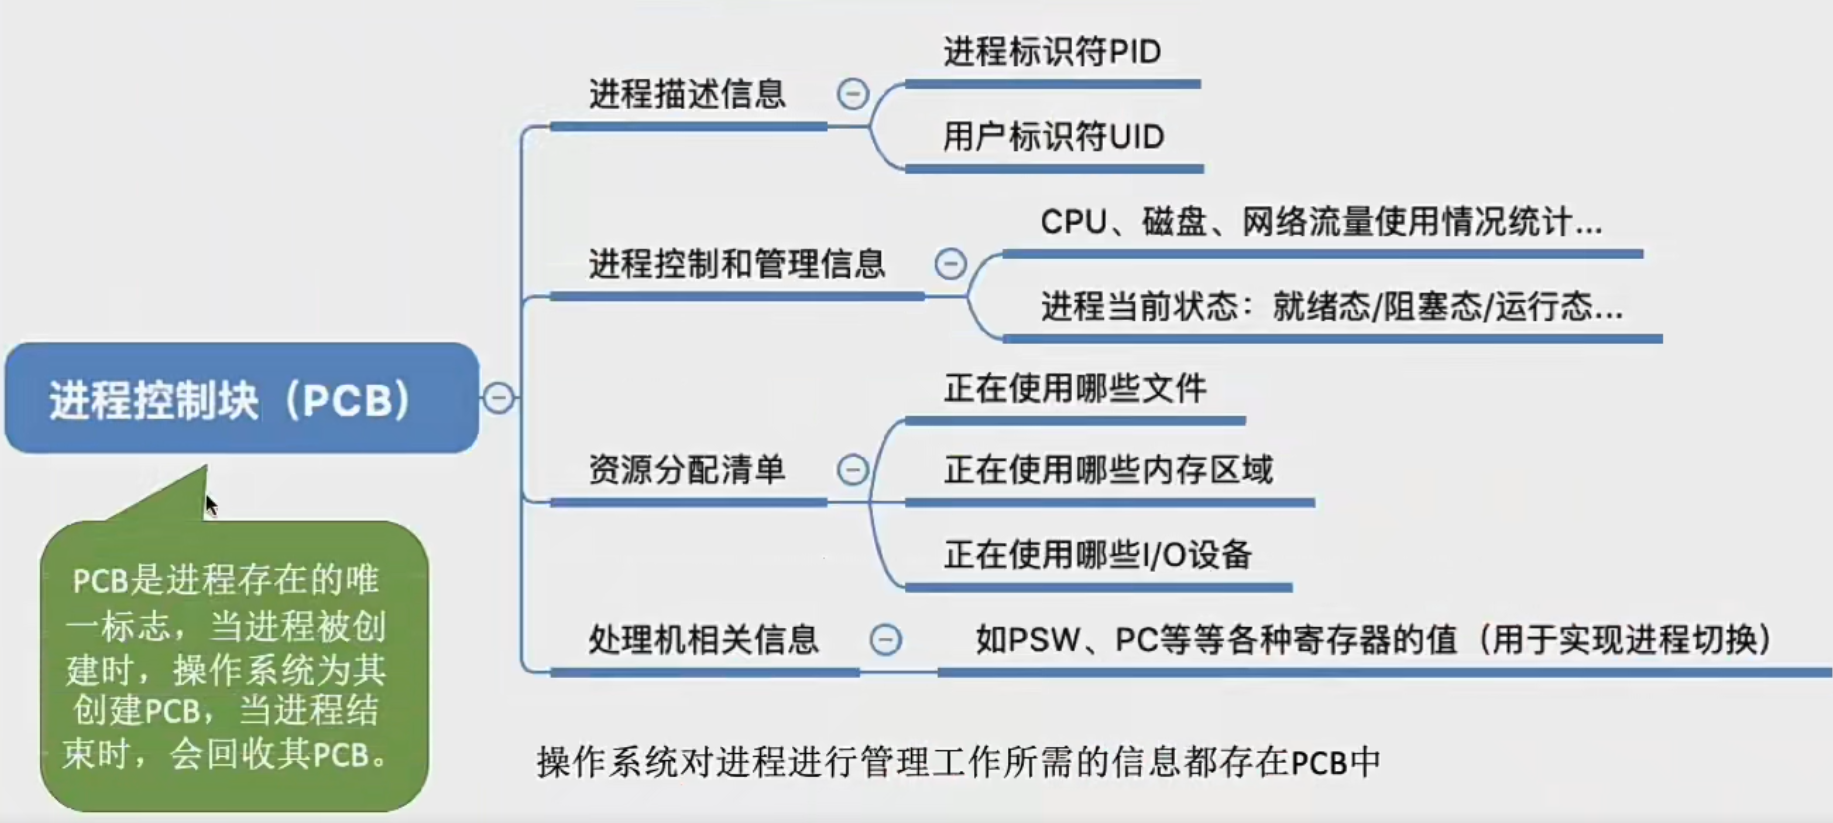 进程标识符PID
进程描述信息
用户标识符UID
CPU、磁盘、网络流量使用情况统计...
进程控制和管理信息
进程当前状态：就绪态/阻塞态/运行态...
进程控制块（PCB）
正在使用哪些文件
资源分配清单
正在使用哪些内存区域
正在使用哪些I/O设备
处理机相关信息
如PSW、PC等等各种寄存器的值（用于实现进程切换）
PCB是进程存在的唯
一标志，当进程被创
建时，操作系统为其
创建PCB，当进程结
束时，会回收其PCB。
操作系统对进程进行管理工作所需的信息都存在PCB中